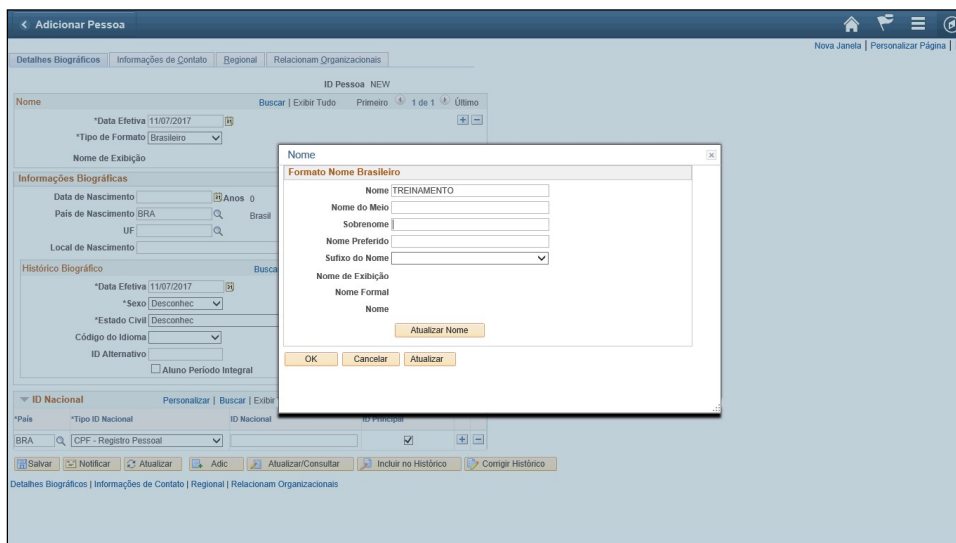 Adicionar Pessoa
Nova Janela | Personalizar Página |
Detalhes Biográficos Informações de Contato Regional Relacionam Organizacionais
ID Pessoa NEW
Nome Buscar | Exibir Tudo Primeiro 1 de 1 Último
*Data Efetiva 11/07/2017
*Tipo de Formato Brasileiro
Nome de Exibição
Informações Biográficas
Data de Nascimento Anos 0
País de Nascimento BRA Brasil
UF
Local de Nascimento
Histórico Biográfico Busca
*Data Efetiva 11/07/2017
*Sexo Desconhec
*Estado Civil Desconhec
Código do Idioma
ID Alternativo
Aluno Período Integral
Nome
Formato Nome Brasileiro
Nome TREINAMENTO
Nome do Meio
Sobrenome
Nome Preferido
Sufixo do Nome
Nome de Exibição
Nome Formal
Nome
Atualizar Nome
OK Cancelar Atualizar
ID Nacional Personalizar | Buscar | Exibir
*País *Tipo ID Nacional ID Nacional ID Principal
BRA CPF - Registro Pessoal
Salvar Notificar Atualizar Adic Atualizar/Consultar Incluir no Histórico Corrigir Histórico
Detalhes Biográficos | Informações de Contato | Regional | Relacionam Organizacionais